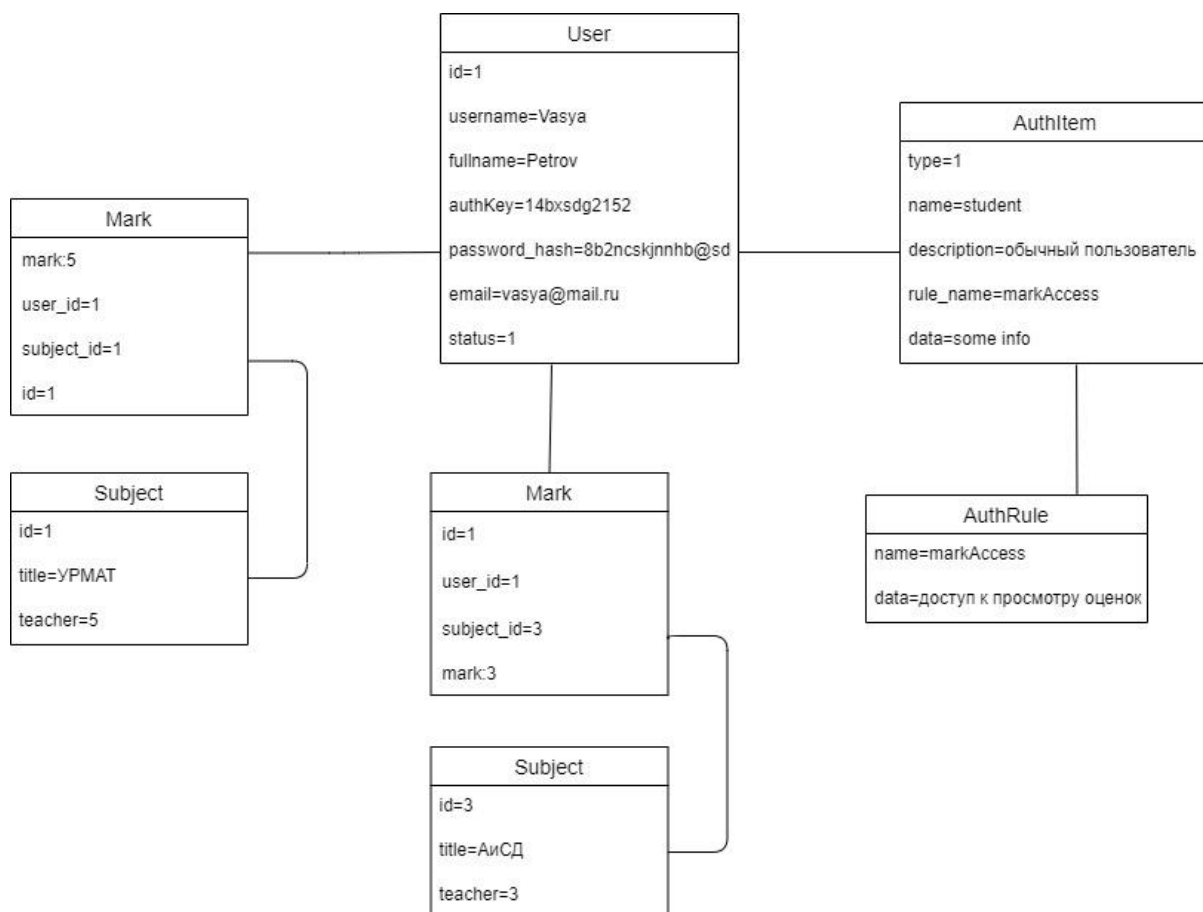 User
id=1
username=Vasya
fullname=Petrov
authKey=14bxsdg2152
password_hash=8b2ncskjnnhb@sd
email=vasya@mail.ru
status=1
AuthItem
type=1
name=student
description=обычный пользователь
rule_name=markAccess
data=some info
Mark
mark:5
user_id=1
subject_id=1
id=1
Subject
id=1
title=УРМАТ
teacher=5
Mark
id=1
user_id=1
subject_id=3
mark:3
AuthRule
name=markAccess
data=доступ к просмотру оценок
Subject
id=3
title=АиСД
teacher=3